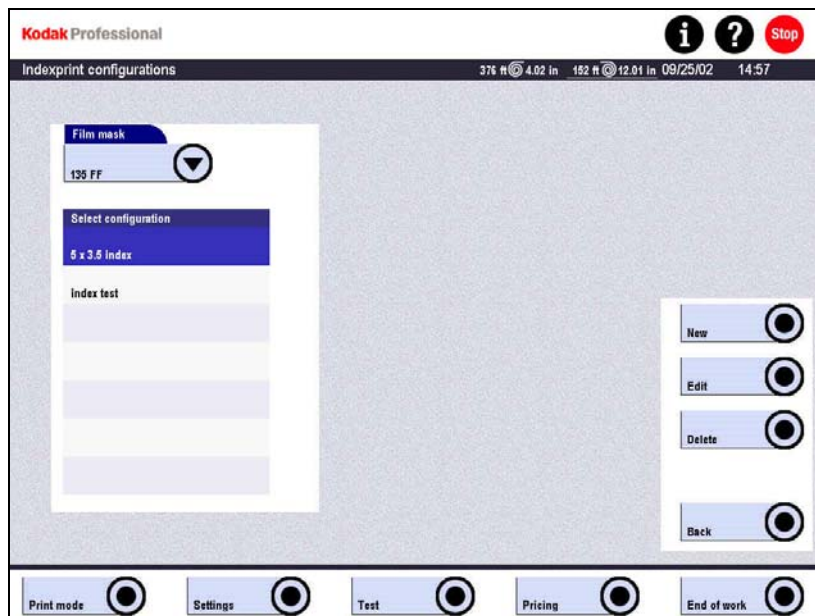 Kodak Professional
i ? Stop
Indexprint configurations 376 ft 4.02 in 152 ft 12.01 in 09/25/02 14:57
Film mask
135 FF
Select configuration
5 x 3.5 index
index test
New
Edit
Delete
Back
Print mode Settings Test Pricing End of work